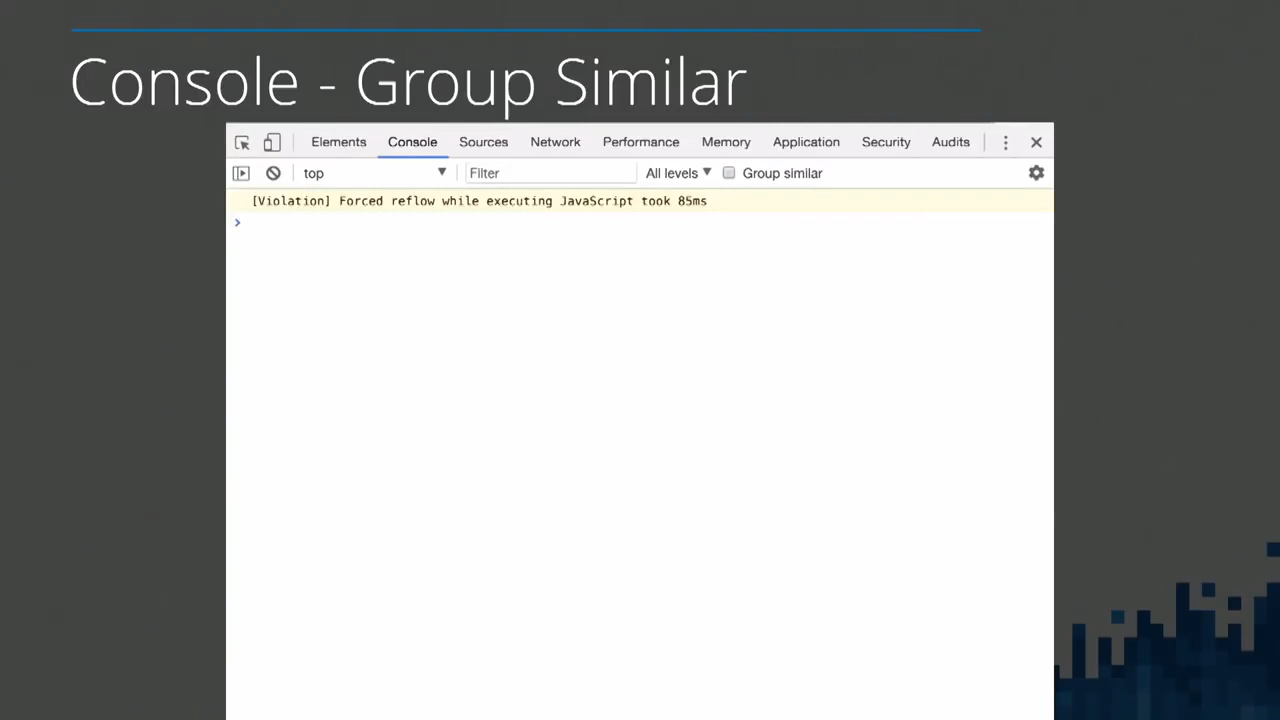 Console - Group Similar
Elements Console Sources Network Performance Memory Application Security Audits
top Filter All levels Group similar
[Violation] Forced reflow while executing JavaScript took 85ms